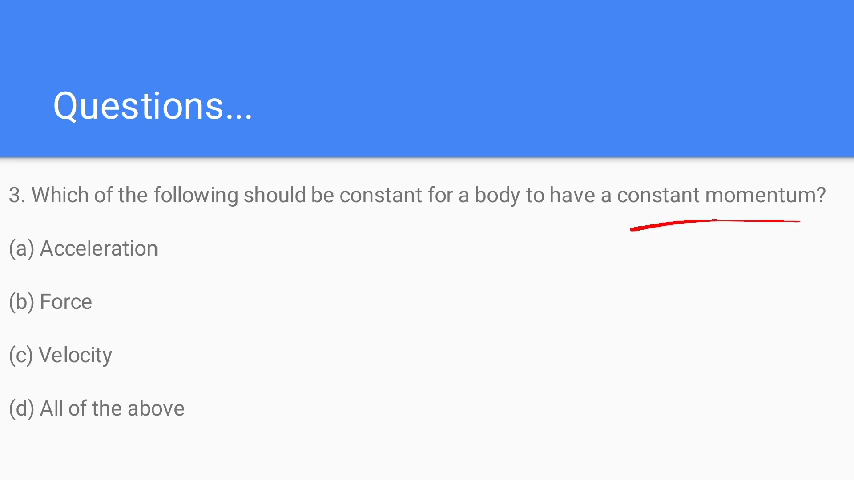 Questions...
3. Which of the following should be constant for a body to have a constant momentum?
(a) Acceleration
(b) Force
(c) Velocity
(d) All of the above